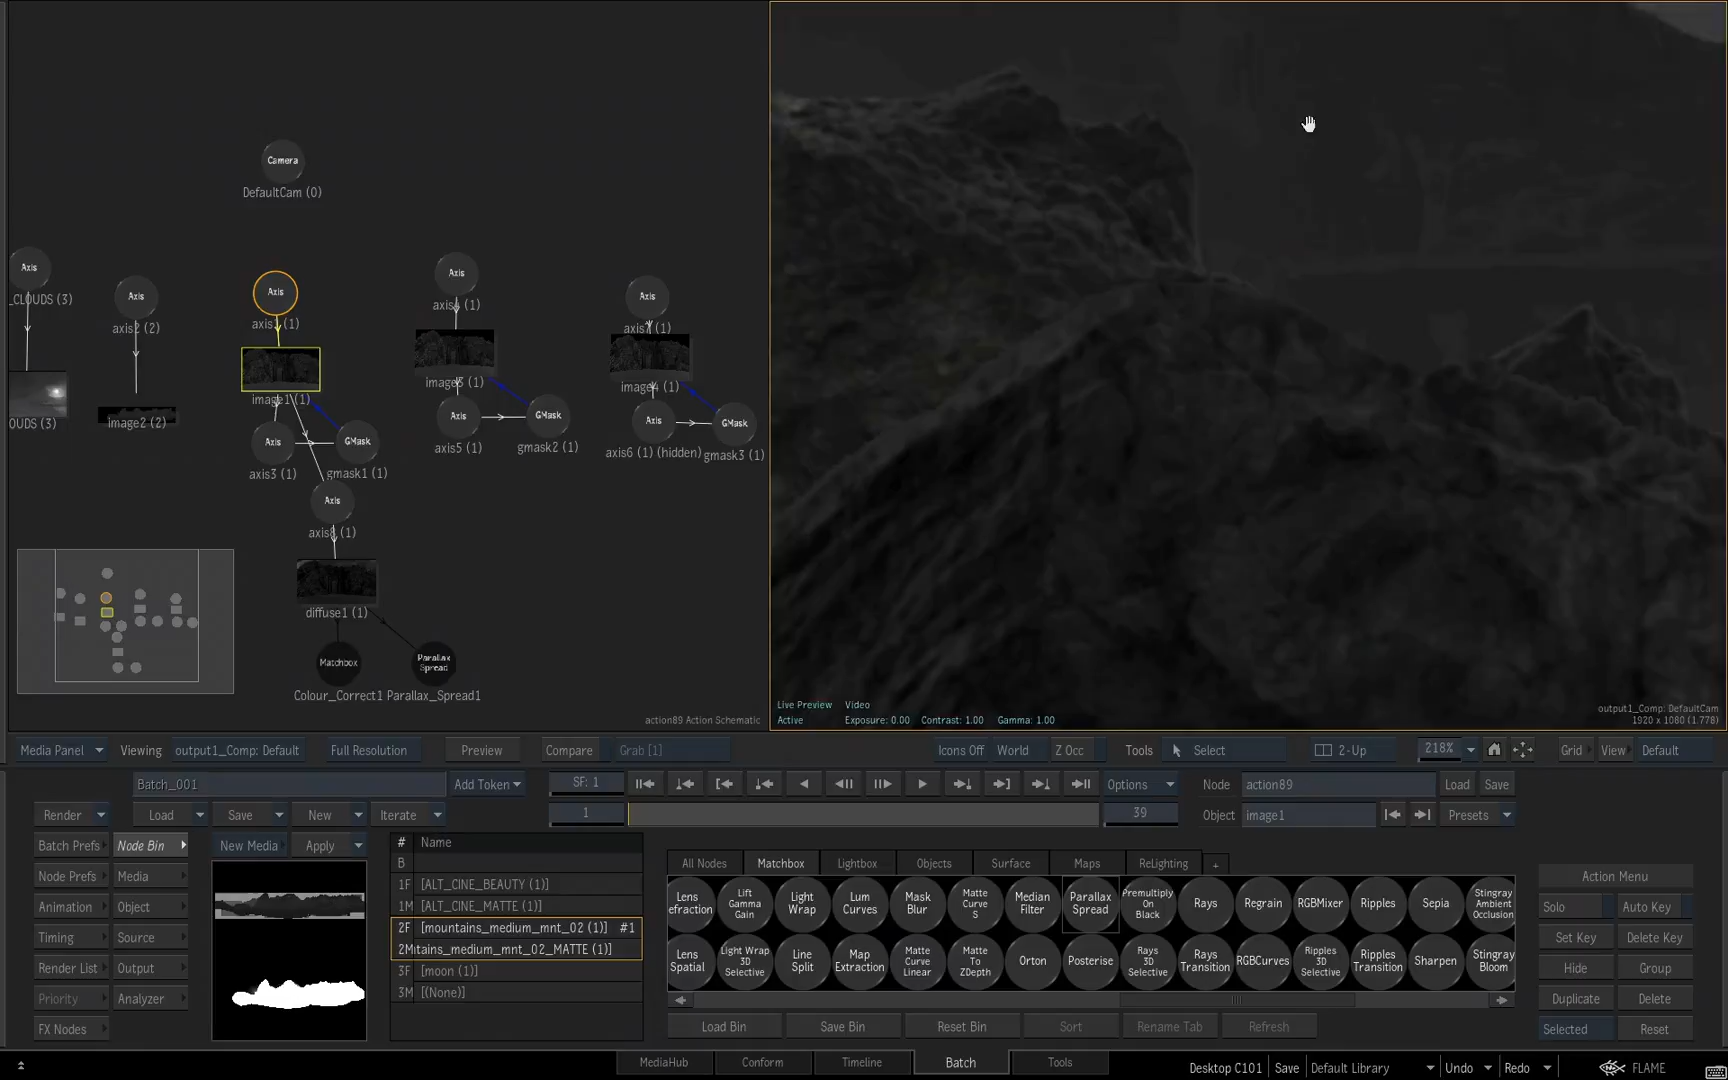 Camera
DefaultCam (0)
Axis
_CLOUDS (3)
OUDS (3)
Axis
axis2 (2)
image2 (2)
Axis
(1)
image1 (1)
Axis
axis3 (1)
GMask
gmask1 (1)
Axis
(1)
diffuse1 (1)
Matchbox
Colour_Correct1
Parallax Spread
Parallax_Spread1
Axis
(1)
(1)
Axis
axis5 (1)
GMask
gmask2 (1)
Axis
(1)
(1)
Axis
axis6 (1) (hidden)
GMask
gmask3 (1)
action89 Action Schematic
Live Preview Video
Active Exposure: 0.00 Contrast: 1.00 Gamma: 1.00
output1_Comp: DefaultCam
1920 x 1080 (1.778)
Media Panel Viewing output1_Comp: Default Full Resolution Preview Compare Grab [1] Icons Off World Z Occ Tools Select 2-Up 218% Grid View Default
Batch_001 Add Token SF: 1 Options Node action89 Load Save
Render Load Save New Iterate 1 39 Object image1 Presets
Batch Prefs Node Bin New Media Apply
Node Prefs Media
Animation Object
Timing Source
Render List Output
Priority Analyzer
FX Nodes
# Name
B
1F [ALT_CINE_BEAUTY (1)]
1M [ALT_CINE_MATTE (1)]
2F [mountains_medium_mnt_02 (1)] #1
2M tains_medium_mnt_02_MATTE (1)]
3F [moon (1)]
3M [(None)]
All Nodes Matchbox Lightbox Objects Surface Maps ReLighting +
Lens efraction
Lift Gamma Gain
Light Wrap
Lum Curves
Mask Blur
Matte Curve S
Median Filter
Parallax Spread
Premultiply On Black
Rays
Regrain
RGBMixer
Ripples
Sepia
Stingray Ambient Occlusion
Lens Spatial
Light Wrap 3D Selective
Line Split
Map Extraction
Matte Curve Linear
Matte To ZDepth
Orton
Posterise
Rays 3D Selective
Rays Transition
RGBCurves
Ripples 3D Selective
Ripples Transition
Sharpen
Stingray Bloom
Load Bin Save Bin Reset Bin Sort Rename Tab Refresh
Action Menu
Solo Auto Key
Set Key Delete Key
Hide Group
Duplicate Delete
Selected Reset
MediaHub Conform Timeline Batch Tools
Desktop C101 Save Default Library Undo Redo FLAME